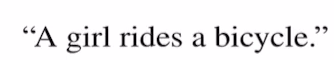 “A girl rides a bicycle.”